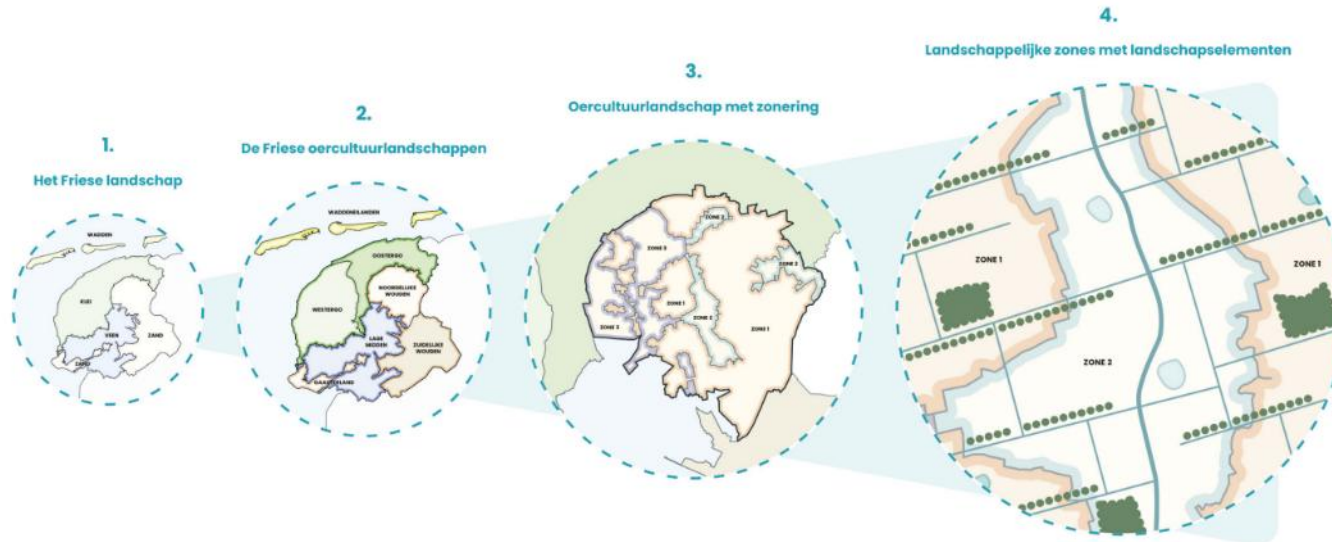 1.
Het Friese landschap
WADDEN
KLEI
VEEN
ZAND
ZAND
2.
De Friese oercultuurlandschappen
WADDENEILANDEN
OOSTERGO
NOORDELIJKE
WOUDEN
WESTERGO
LAGE
MIDDEN
ZUIDELIJKE
WOUDEN
GAASTERLAND
3.
Oercultuurlandschap met zonering
ZONE 2
ZONE 2
ZONE 1
ZONE 2
ZONE 1
ZONE 3
4.
Landschappelijke zones met landschapselementen
ZONE 1
ZONE 1
ZONE 2